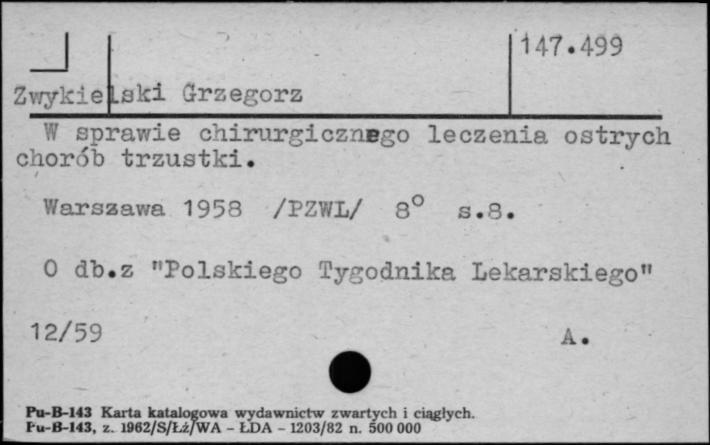 147.499
Zwykielski Grzegorz
W sprawie chirurgicznego leczenia ostrych
chorób trzustki.
Warszawa 1958 /PZWL/ 8° s.8.
O db.z "Polskiego Tygodnika Lekarskiego"
12/59 A.
Pu-B-143 Karta katalogowa wydawnictw zwartych i ciągłych.
Pu-B-143, z. 1962/S/Łź/WA - ŁDA - 1203/82 n. 500 000